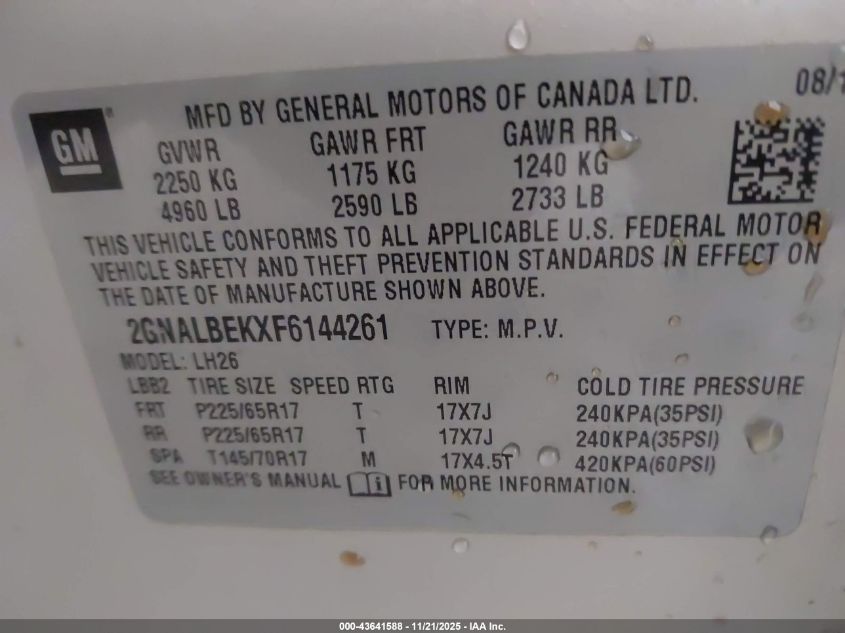 MFD BY GENERAL MOTORS OF CANADA LTD. 08/1
GM
GVWR GAWR FRT GAWR RR
2250 KG 1175 KG 1240 KG
4960 LB 2590 LB 2733 LB
THIS VEHICLE CONFORMS TO ALL APPLICABLE U.S. FEDERAL MOTOR
VEHICLE SAFETY AND THEFT PREVENTION STANDARDS IN EFFECT ON
THE DATE OF MANUFACTURE SHOWN ABOVE.
2GNALBEKXF6144261 TYPE: M.P.V.
MODEL: LH26
LBB2 TIRE SIZE SPEED RTG RIM COLD TIRE PRESSURE
FRT P225/65R17 T 17X7J 240KPA(35PSI)
RR P225/65R17 T 17X7J 240KPA(35PSI)
SPA T145/70R17 M 17X4.5T 420KPA(60PSI)
SEE OWNER'S MANUAL i FOR MORE INFORMATION.
000-43641588 - 11/21/2025 - IAA Inc.